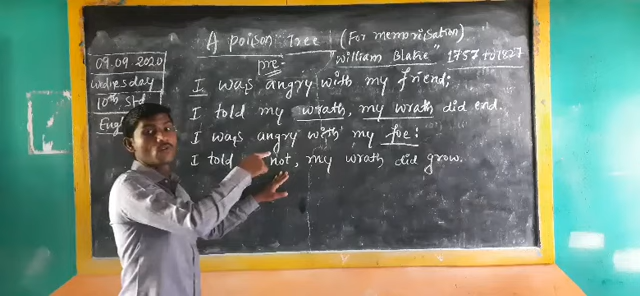 A poison Tree (For memorisation)
pre- "William Blake" 1757 to 1827
09.09 2020
Wednesday
10th Std
Eng
I was angry with my friend;
I told my wrath, my wrath did end.
I was angry with my foe:
I told not, my wrath did grow.